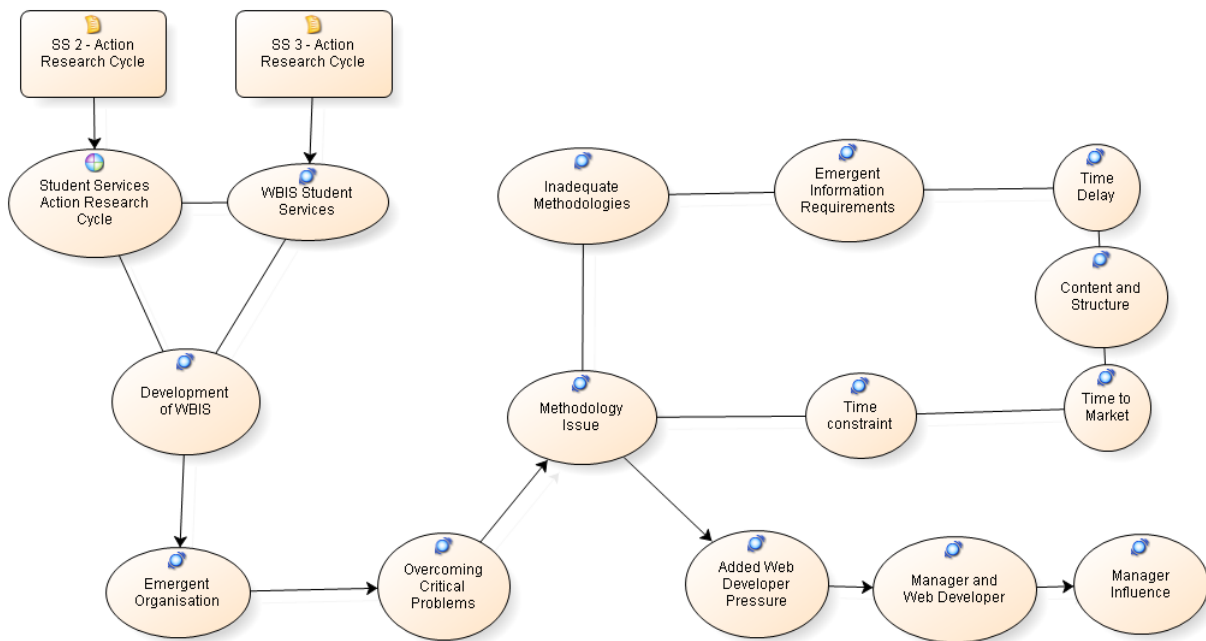 SS 2 - Action
Research Cycle
SS 3 - Action
Research Cycle
Student Services
Action Research
Cycle
WBIS Student
Services
Inadequate
Methodologies
Emergent
Information
Requirements
Time
Delay
Content and
Structure
Development
of WBIS
Methodology
Issue
Time
constraint
Time to
Market
Emergent
Organisation
Overcoming
Critical
Problems
Added Web
Developer
Pressure
Manager and
Web Developer
Manager
Influence